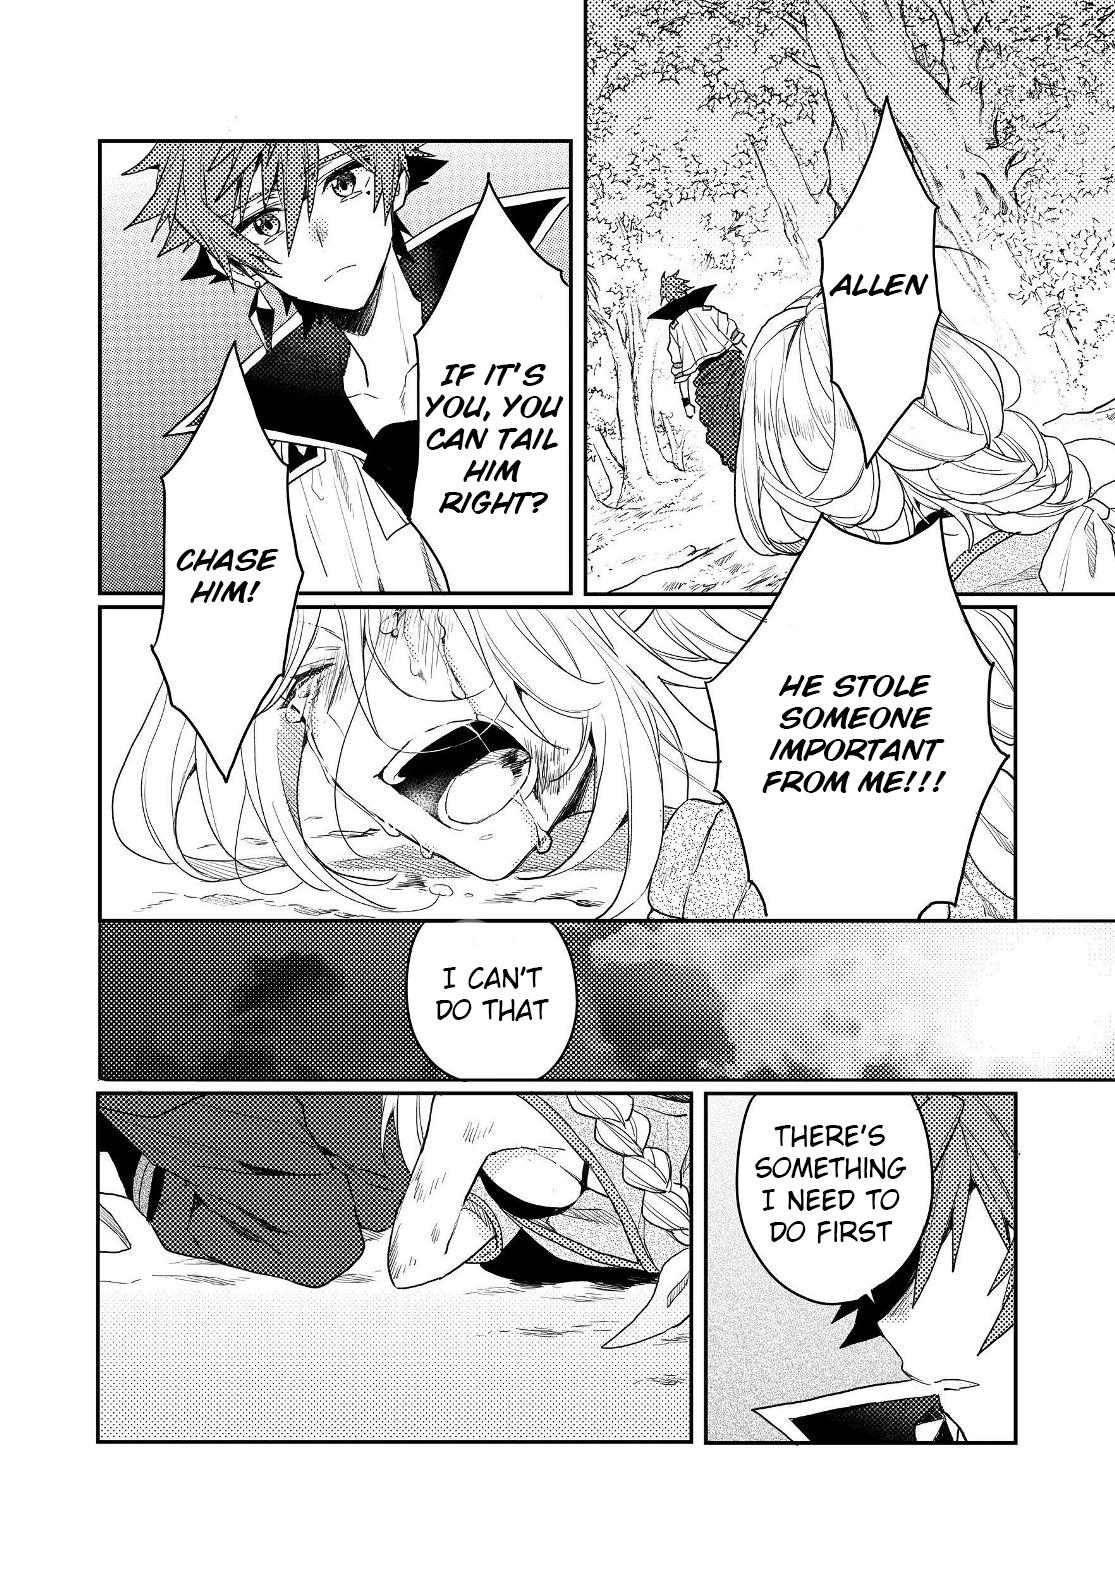 ALLEN
IF IT'S
YOU, YOU
CAN TAIL
HIM
RIGHT?
CHASE
HIM!
HE STOLE
SOMEONE
IMPORTANT
FROM ME!!!
I CAN'T
DO THAT
THERE'S
SOMETHING
I NEED TO
DO FIRST